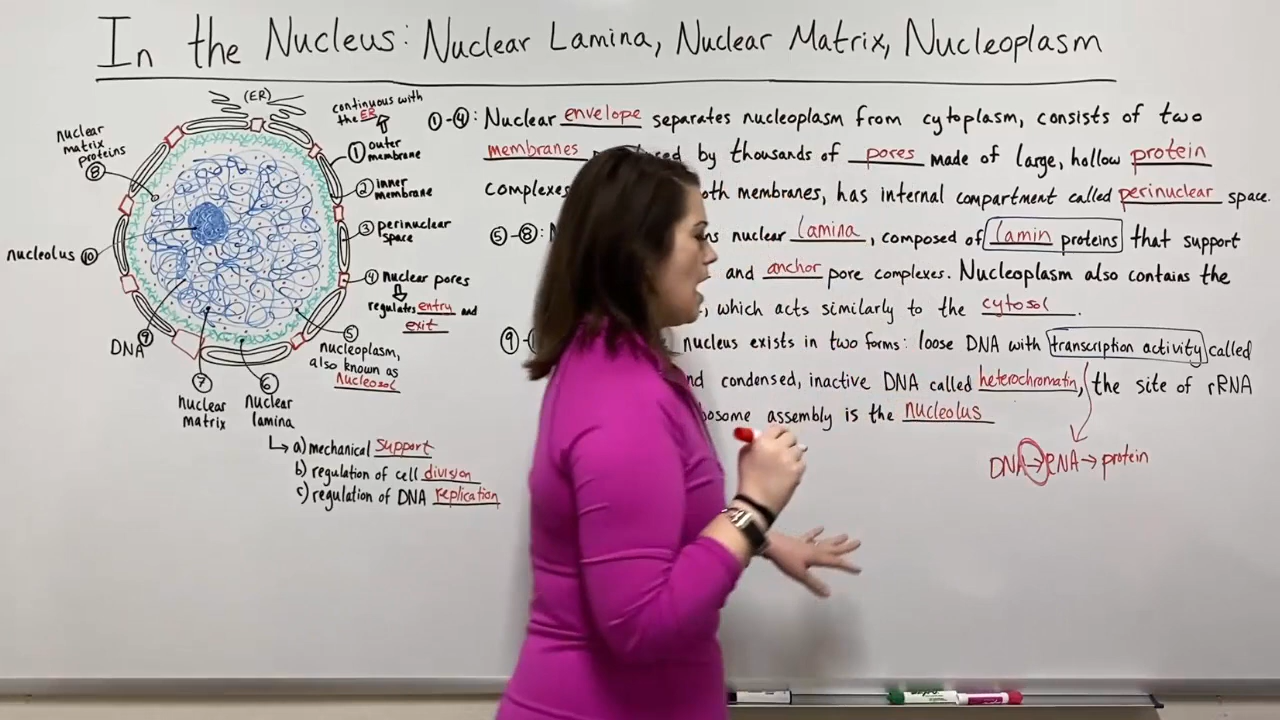 In the Nucleus: Nuclear Lamina, Nuclear Matrix, Nucleoplasm
(ER)
continuous with
the ER
nuclear
matrix
proteins
⑧
① outer
membrane
② inner
membrane
③ perinuclear
space
nucleolus ⑩
④ Nuclear pores
regulates entry and
exit
⑤
nucleoplasm,
also known as
nucleosol
DNA ⑨
⑦
nuclear
matrix
⑥
nuclear
lamina
a) mechanical support
b) regulation of cell division
c) regulation of DNA replication
①-④: Nuclear envelope separates nucleoplasm from cytoplasm, consists of two
membranes by thousands of pores made of large, hollow protein
complexes membranes, has internal compartment called perinuclear space.
⑤-⑧: nuclear lamina, composed of lamin proteins that support
and anchor pore complexes. Nucleoplasm also contains the
, which acts similarly to the cytosol.
⑨- nucleus exists in two forms: loose DNA with transcription activity called
condensed, inactive DNA called heterochromatin, the site of rRNA
assembly is the nucleolus
DNA → RNA → protein